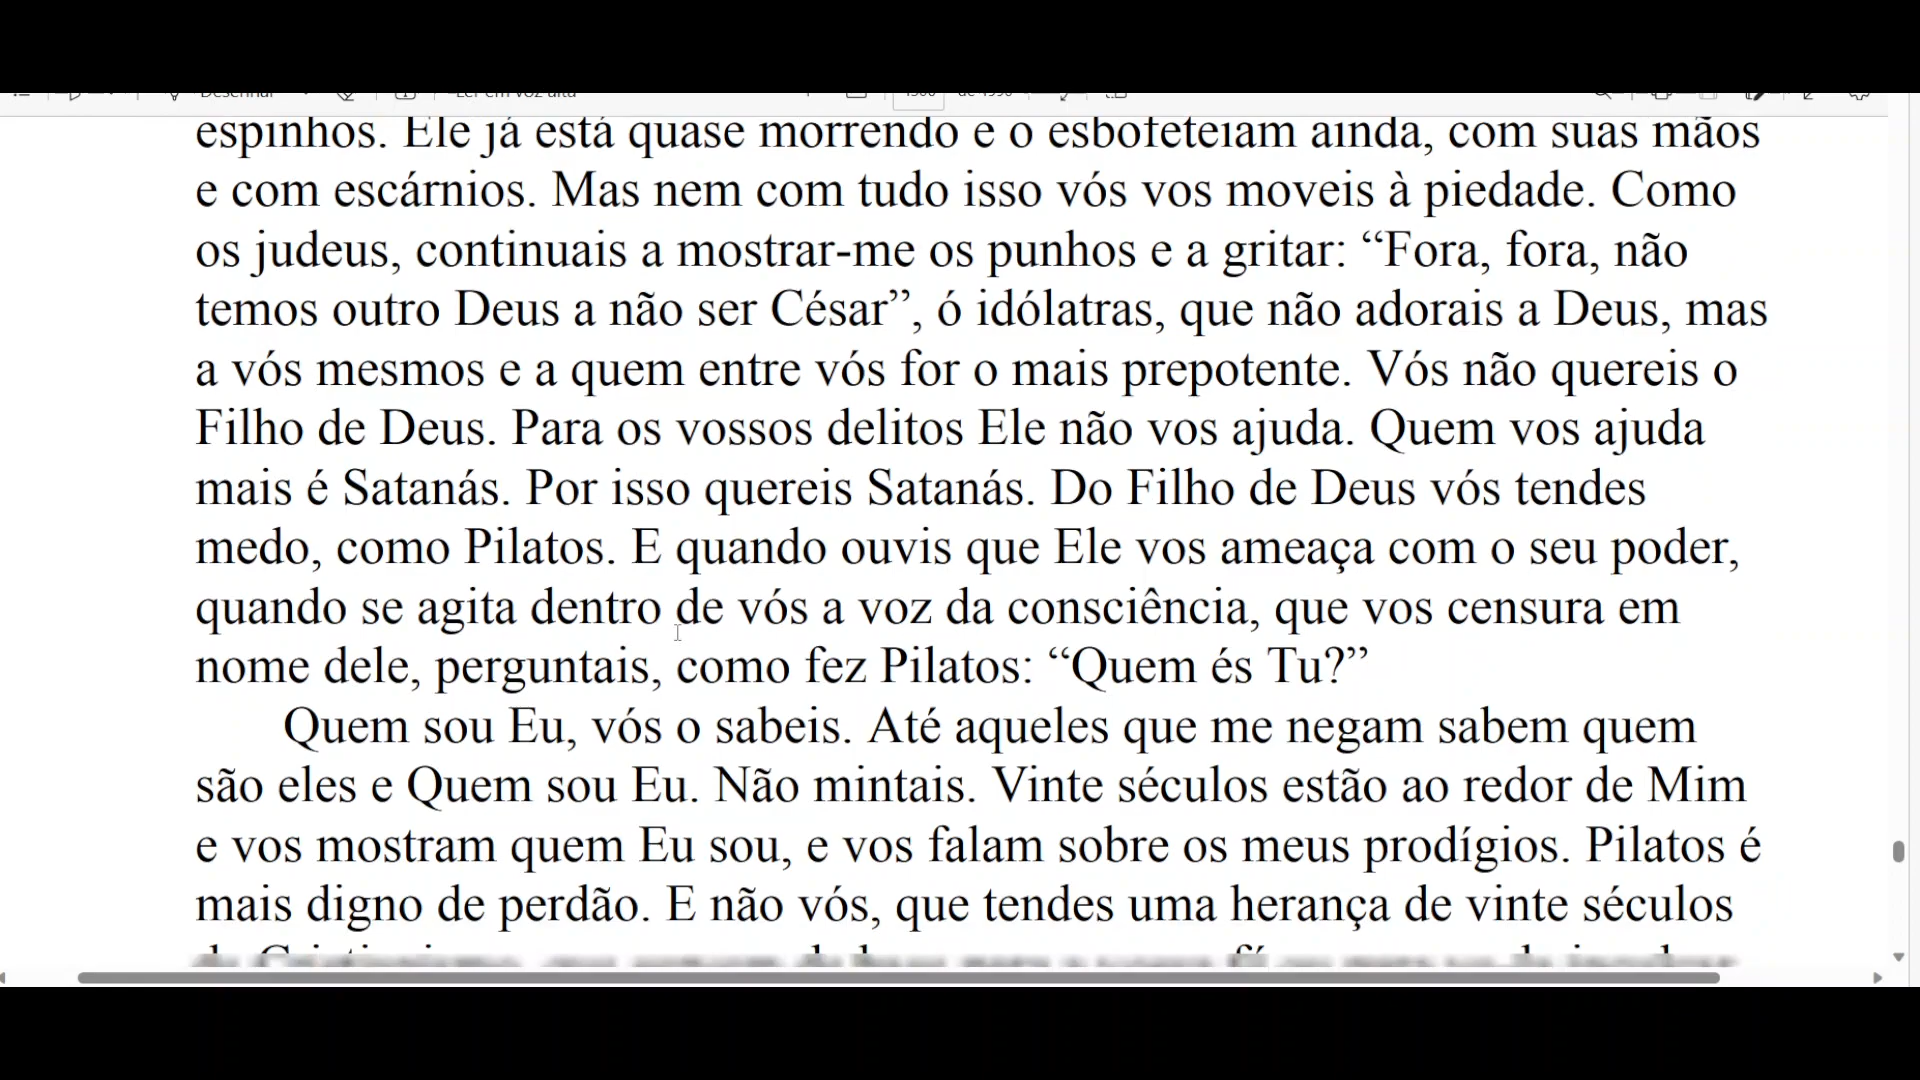 Desenhar Ler em voz alta de 4996
espinhos. Ele já está quase morrendo e o esbofeteiam ainda, com suas mãos
e com escárnios. Mas nem com tudo isso vós vos moveis à piedade. Como
os judeus, continuais a mostrar-me os punhos e a gritar: “Fora, fora, não
temos outro Deus a não ser César”, ó idólatras, que não adorais a Deus, mas
a vós mesmos e a quem entre vós for o mais prepotente. Vós não quereis o
Filho de Deus. Para os vossos delitos Ele não vos ajuda. Quem vos ajuda
mais é Satanás. Por isso quereis Satanás. Do Filho de Deus vós tendes
medo, como Pilatos. E quando ouvis que Ele vos ameaça com o seu poder,
quando se agita dentro de vós a voz da consciência, que vos censura em
nome dele, perguntais, como fez Pilatos: “Quem és Tu?”
Quem sou Eu, vós o sabeis. Até aqueles que me negam sabem quem
são eles e Quem sou Eu. Não mintais. Vinte séculos estão ao redor de Mim
e vos mostram quem Eu sou, e vos falam sobre os meus prodígios. Pilatos é
mais digno de perdão. E não vós, que tendes uma herança de vinte séculos